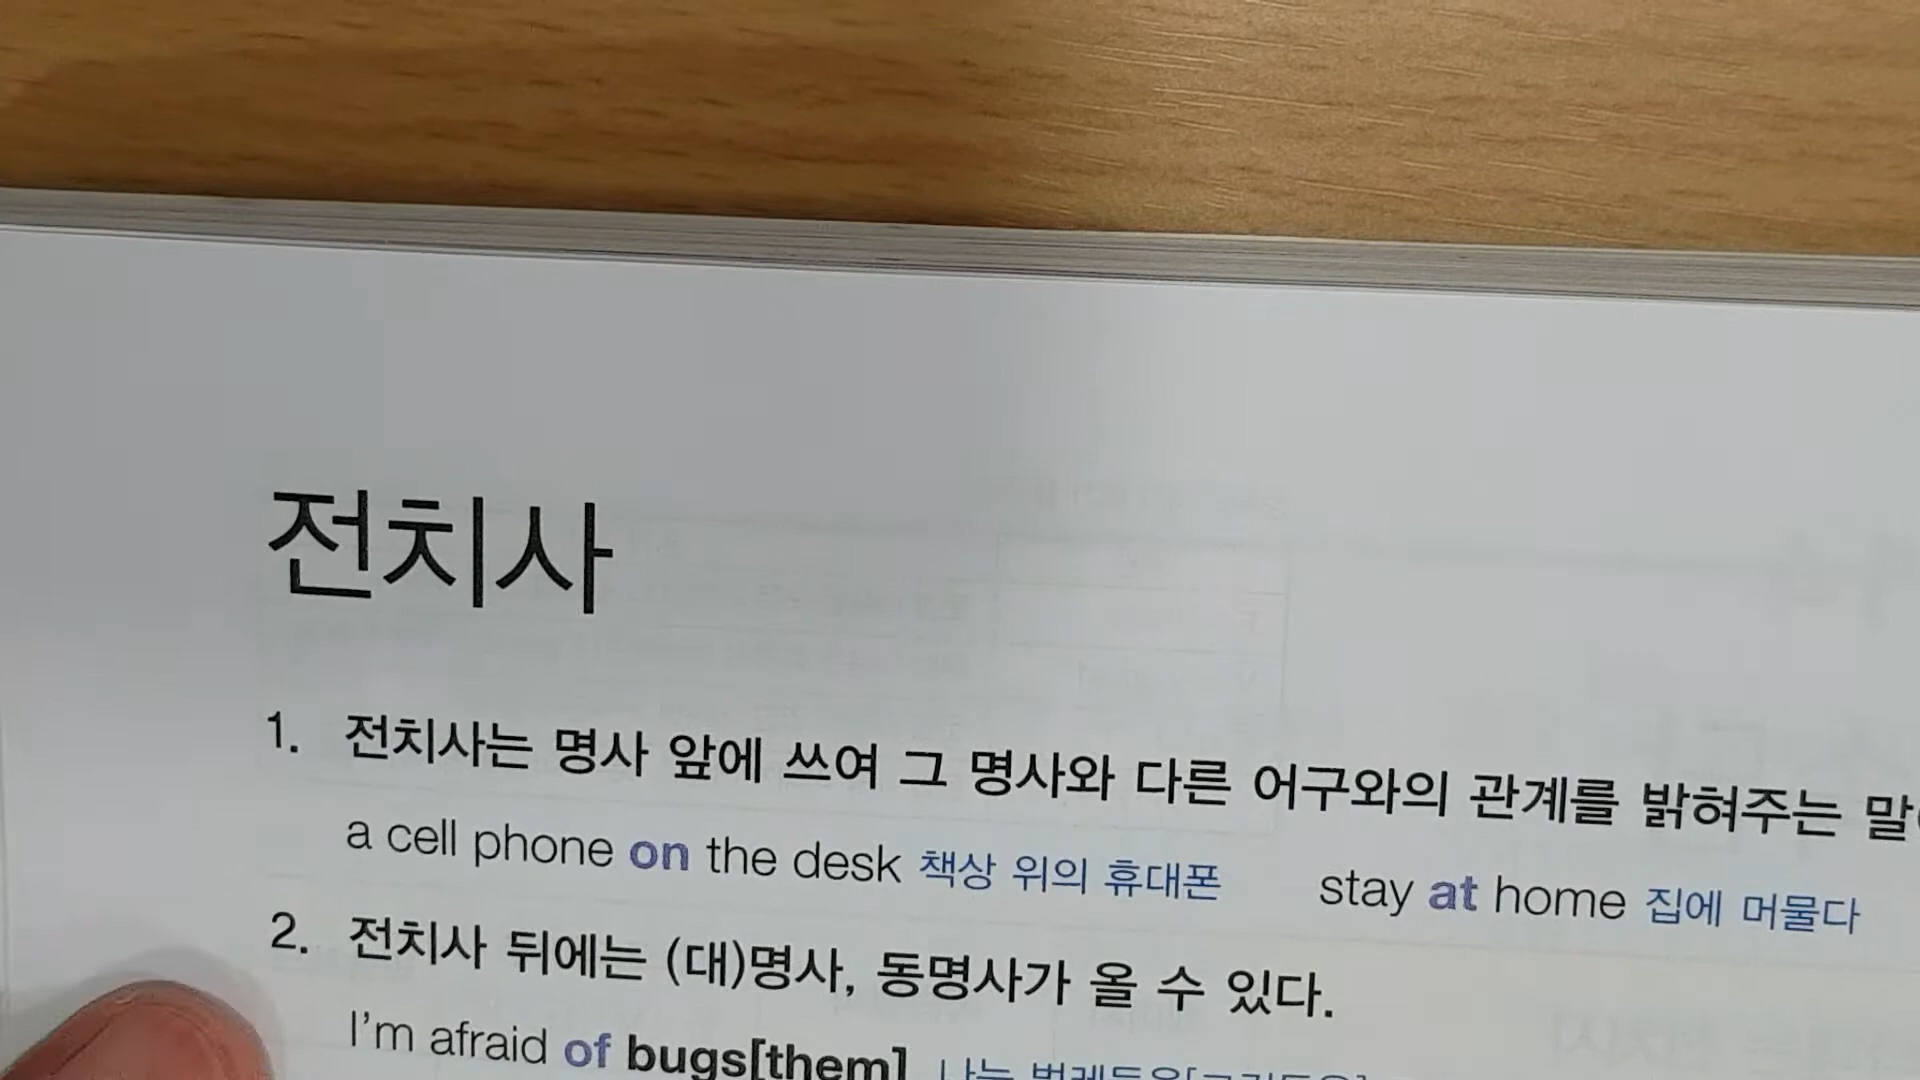 전치사
1. 전치사는 명사 앞에 쓰여 그 명사와 다른 어구와의 관계를 밝혀주는
a cell phone on the desk 책상 위의 휴대폰 stay at home 집에 머물다
2. 전치사 뒤에는 (대)명사, 동명사가 올 수 있다.
I'm afraid of bugs[them] 나는